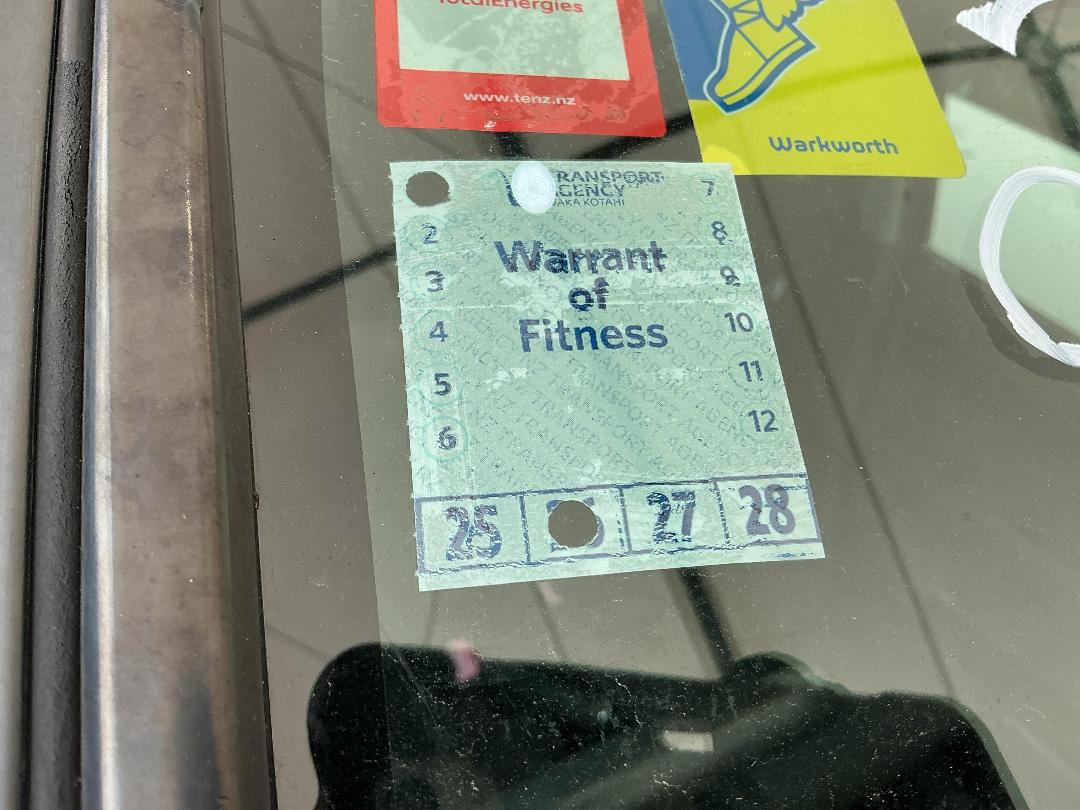 TotalEnergies
www.tenz.nz
Warkworth
TRANSPORT
AGENCY
WAKA KOTAHI
7
2
8
3
9
4
10
5
11
6
12
Warrant
of
Fitness
25
27
28